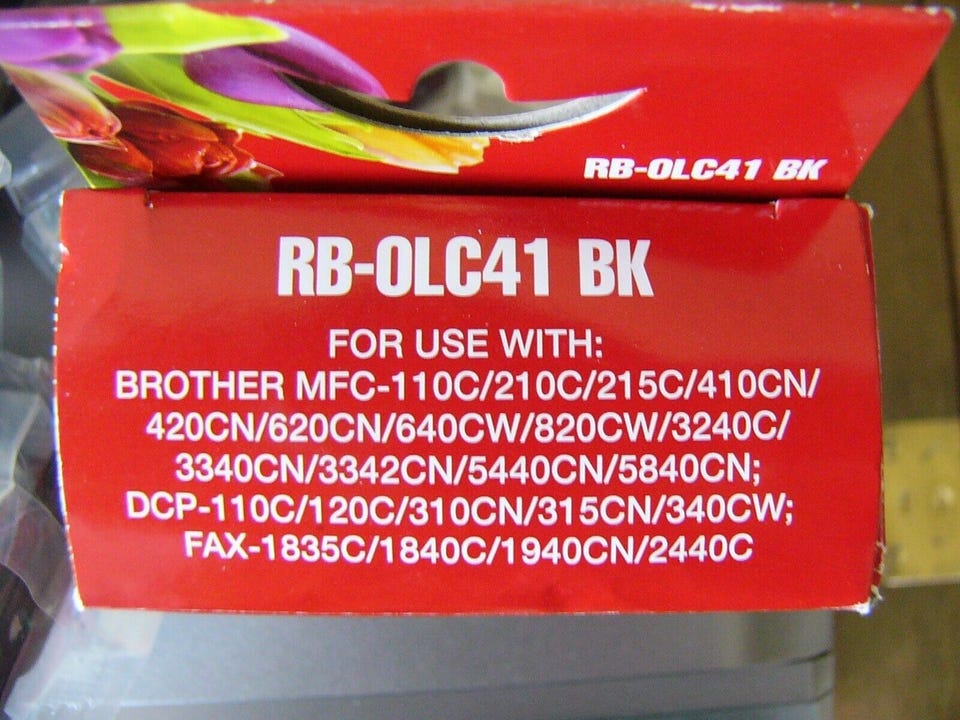 RB-OLC41 BK
RB-OLC41 BK
FOR USE WITH:
BROTHER MFC-110C/210C/215C/410CN/
420CN/620CN/640CW/820CW/3240C/
3340CN/3342CN/5440CN/5840CN;
DCP-110C/120C/310CN/315CN/340CW;
FAX-1835C/1840C/1940CN/2440C